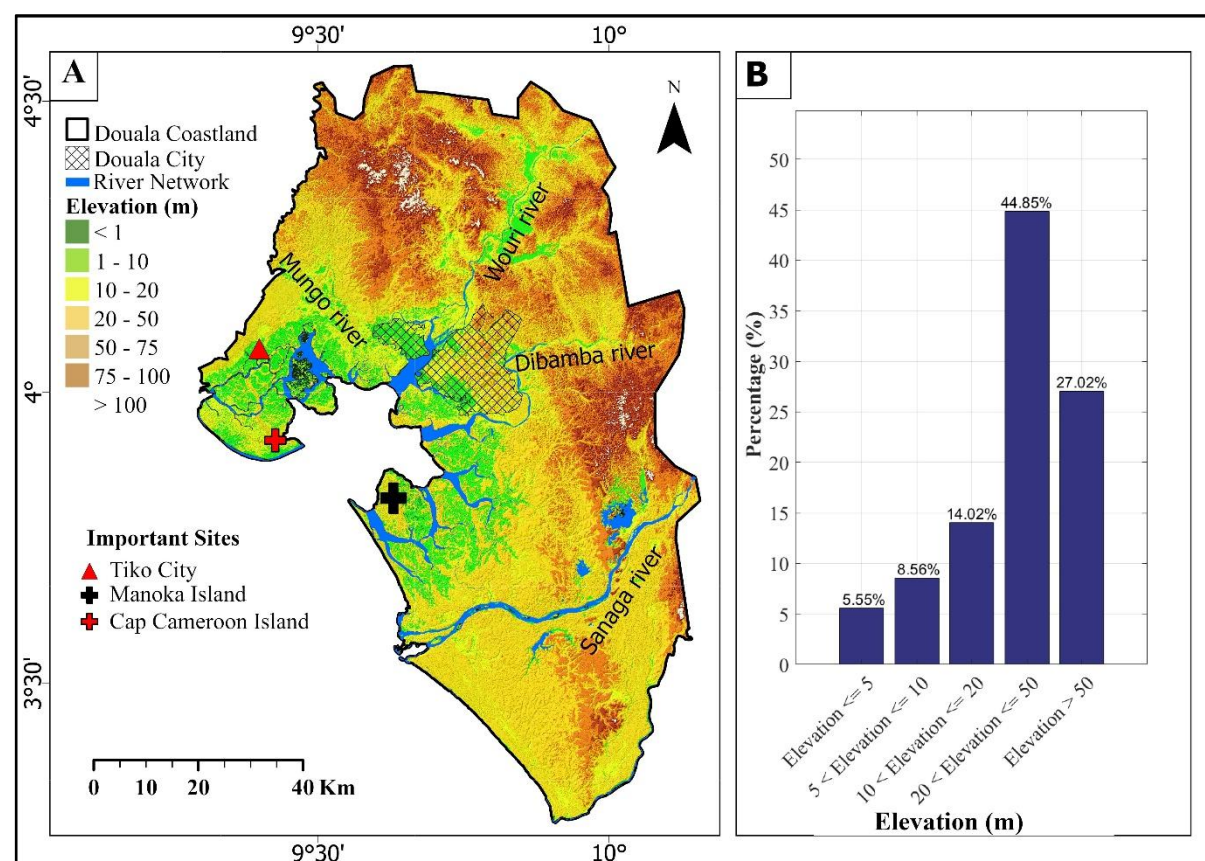 9°30'
10°
A
N
4°30'
4°
3°30'
Douala Coastland
Douala City
River Network
Elevation (m)
< 1
1 - 10
10 - 20
20 - 50
50 - 75
75 - 100
> 100
Wouri river
Mungo river
Dibamba river
Sanaga river
Important Sites
Tiko City
Manoka Island
Cap Cameroon Island
0 10 20 40 Km
9°30'
10°
B
Percentage (%)
50
45
40
35
30
25
20
15
10
5
0
5.55%
8.56%
14.02%
44.85%
27.02%
Elevation <= 5
5 < Elevation <= 10
10 < Elevation <= 20
20 < Elevation <= 50
Elevation > 50
Elevation (m)